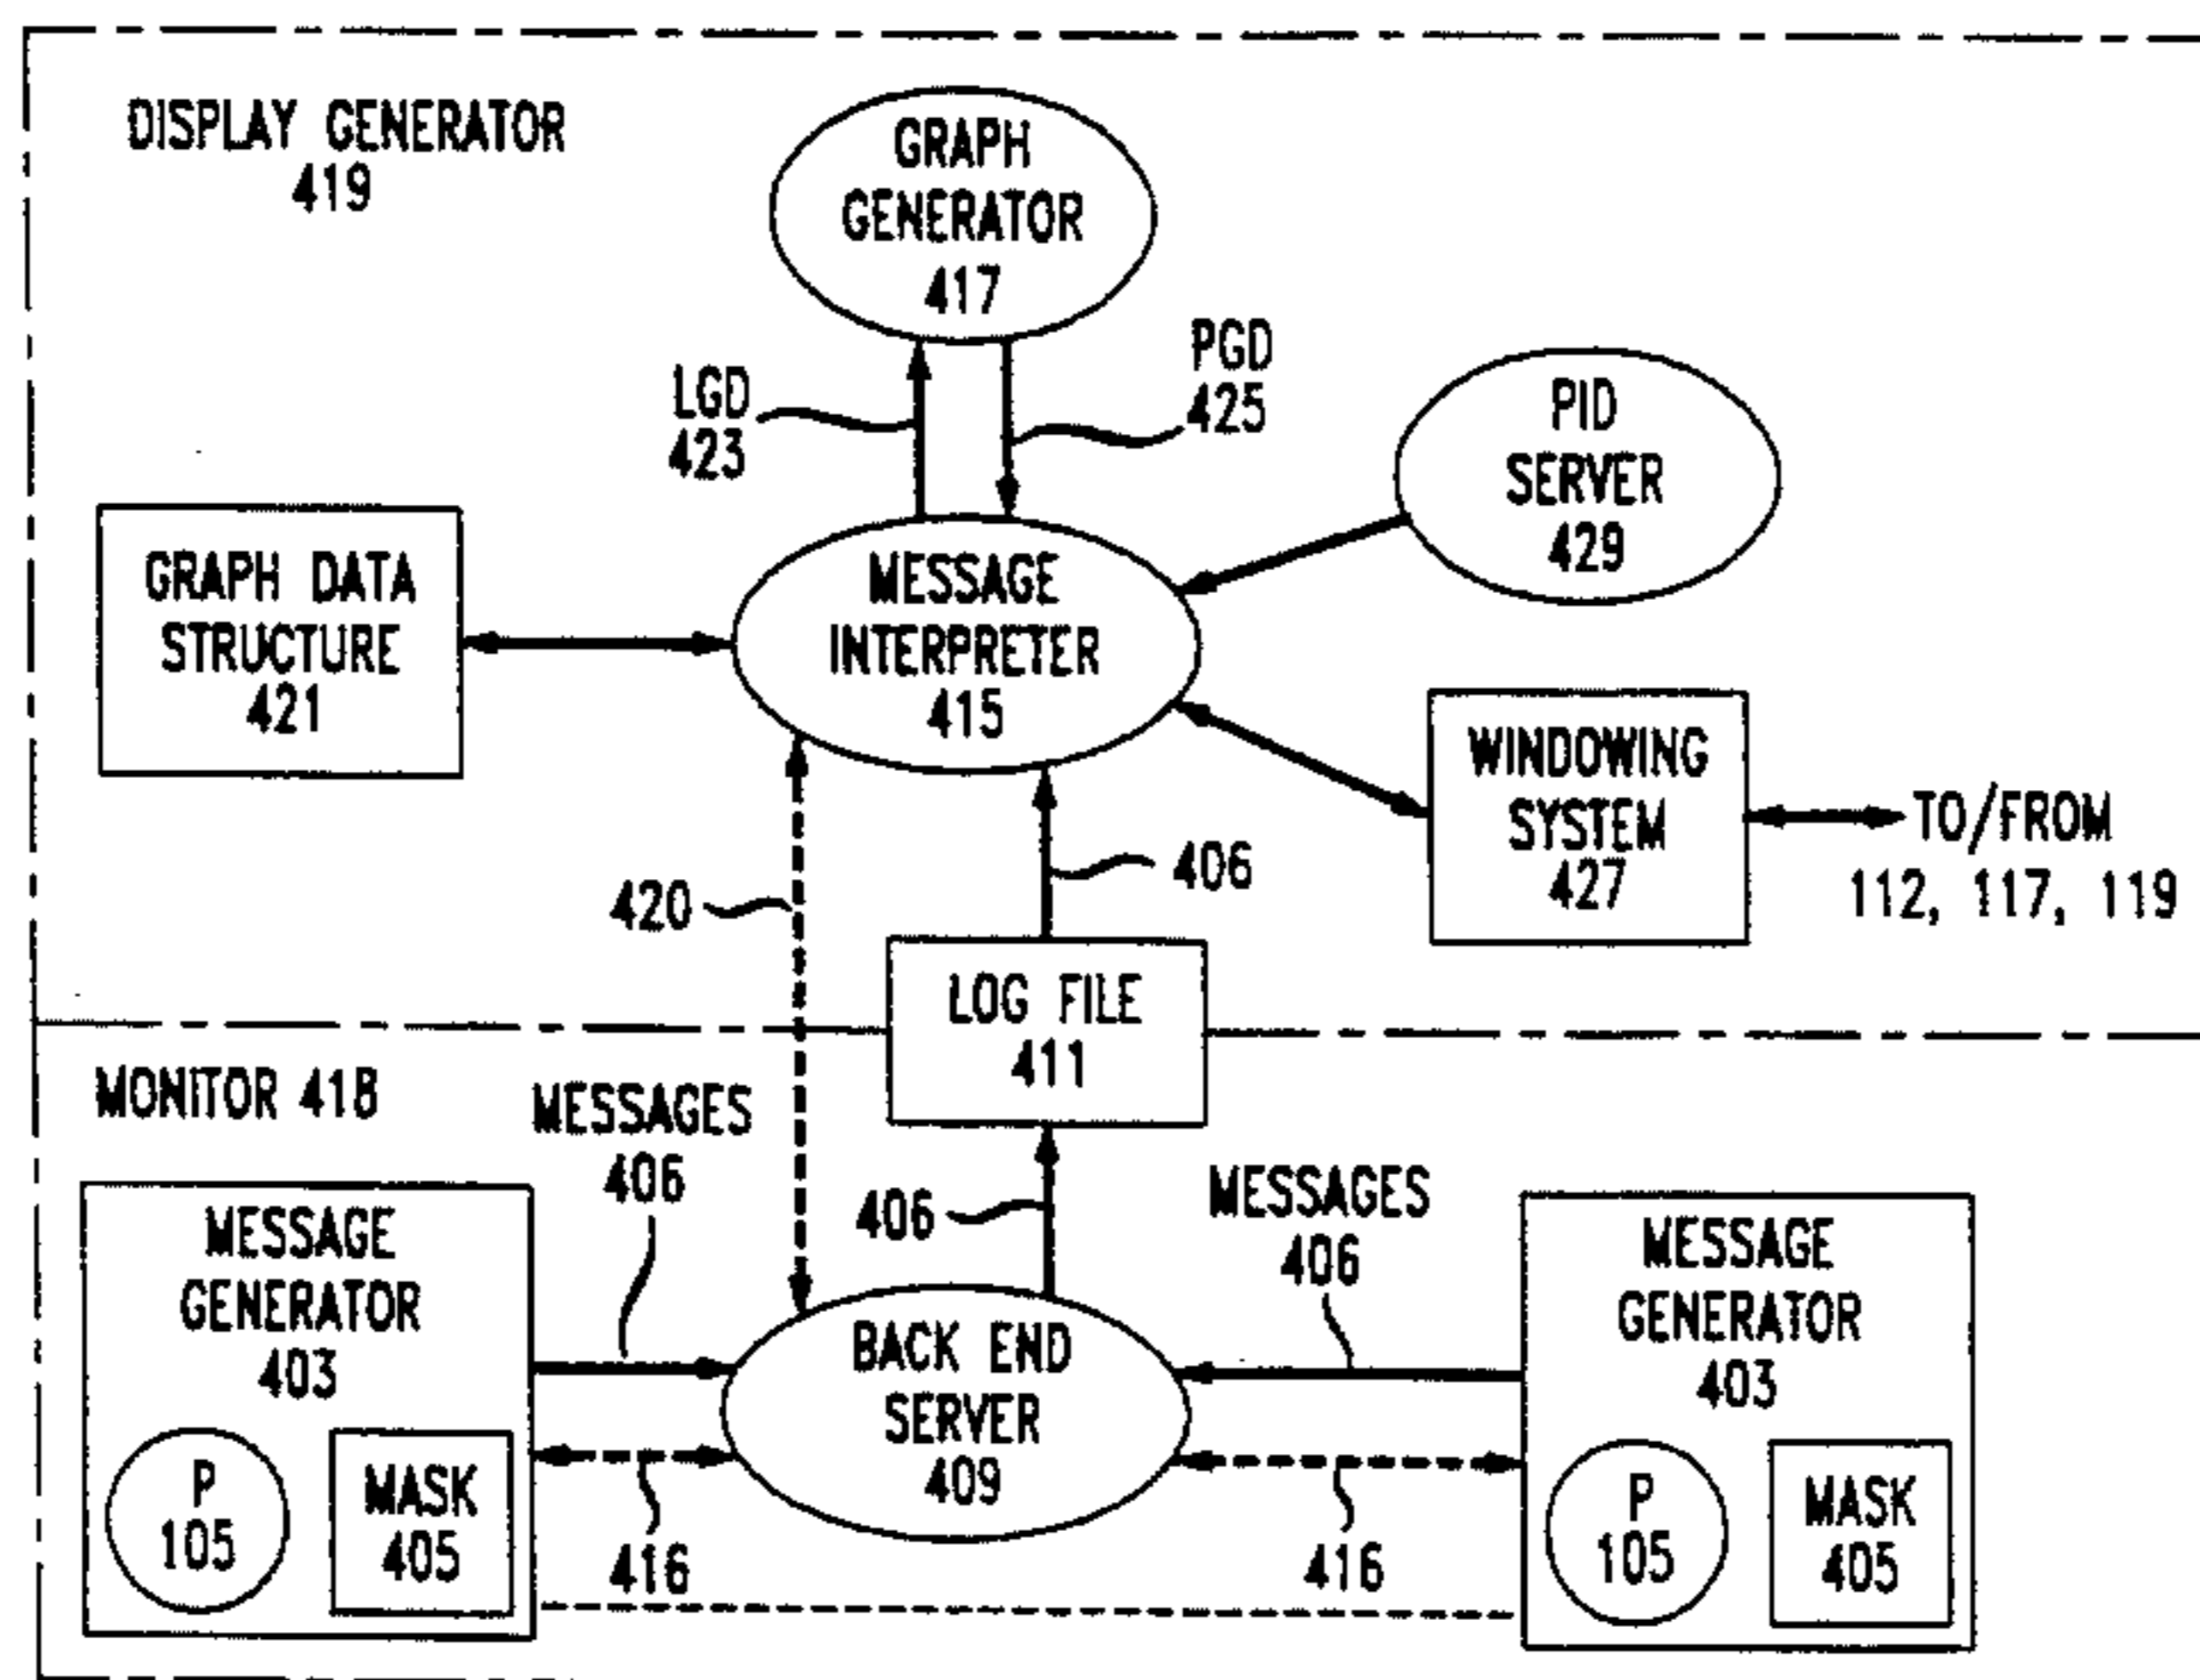 DISPLAY GENERATOR
419
GRAPH
GENERATOR
417
LGD
423
PGD
425
PID
SERVER
429
GRAPH DATA
STRUCTURE
421
MESSAGE
INTERPRETER
415
WINDOWING
SYSTEM
427
TO/FROM
112, 117, 119
420
406
LOG FILE
411
MONITOR 418
MESSAGES
406
406
MESSAGES
406
MESSAGE
GENERATOR
403
P
105
MASK
405
BACK END
SERVER
409
416
416
MESSAGE
GENERATOR
403
P
105
MASK
405